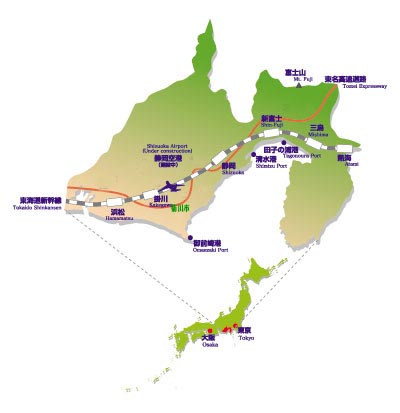 富士山
Mt. Fuji
東名高速道路
Tomei Expressway
新富士
Shin-Fuji
三島
Mishima
Shizuoka Airport
(Under construction)
静岡空港
(建設中)
田子の浦港
Tagonoura Port
熱海
Atami
清水港
Shimizu Port
静岡
Shizuoka
掛川
Kakegawa
菊川市
東海道新幹線
Tokaido Shinkansen
浜松
Hamamatsu
御前崎港
Omaezaki Port
大阪
Osaka
東京
Tokyo